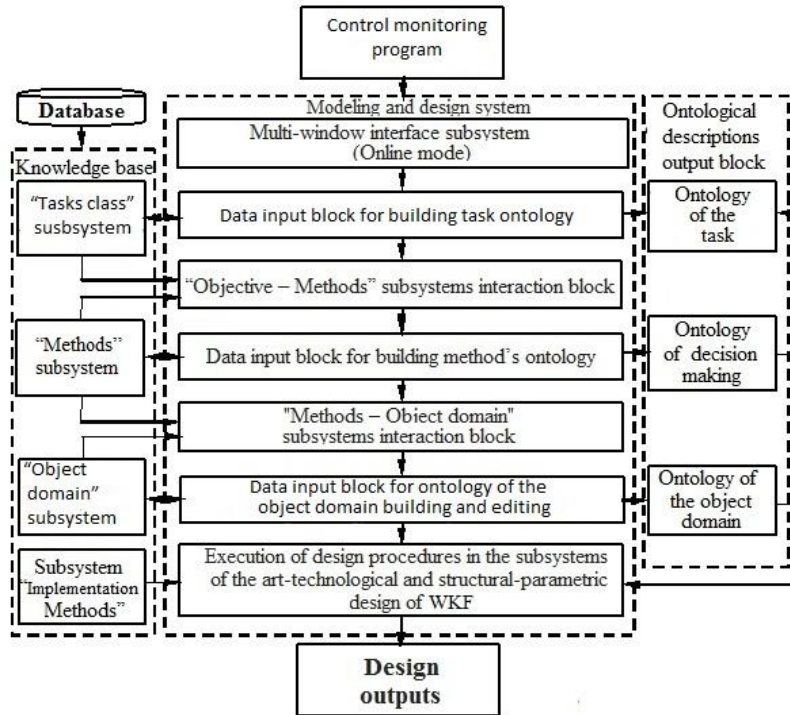 Control monitoring
program
Database
Knowledge base
“Tasks class”
susbsystem
“Methods”
subsystem
“Object
domain”
subsystem
Subsystem
“Implementation
Methods”
Modeling and design system
Multi-window interface subsystem
(Online mode)
Data input block for building task ontology
“Objective – Methods” subsystems interaction block
Data input block for building method’s ontology
"Methods – Object domain"
subsystems interaction block
Data input block for ontology of the
object domain building and editing
Execution of design procedures in the subsystems
of the art-technological and structural-parametric
design of WKF
Ontological
descriptions
output block
Ontology
of the
task
Ontology
of decision
making
Ontology of
the object
domain
Design
outputs